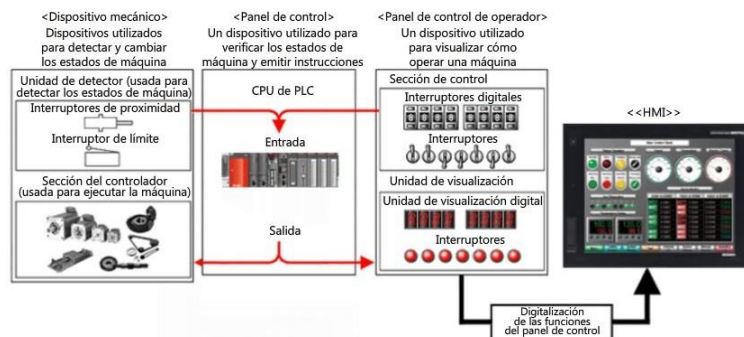 <Dispositivo mecánico>
Dispositivos utilizados
para detectar y cambiar
los estados de máquina
Unidad de detector (usada para
detectar los estados de máquina)
Interruptores de proximidad
Interruptor de límite
Sección del controlador
(usada para ejecutar la máquina)
<Panel de control>
Un dispositivo utilizado para
verificar los estados de
máquina y emitir instrucciones
CPU de PLC
Entrada
Salida
<Panel de control de operador>
Un dispositivo utilizado
para visualizar cómo
operar una máquina
Sección de control
Interruptores digitales
Interruptores
Unidad de visualización
Unidad de visualización digital
Interruptores
<<HMI>>
Digitalización
de las funciones
del panel de control